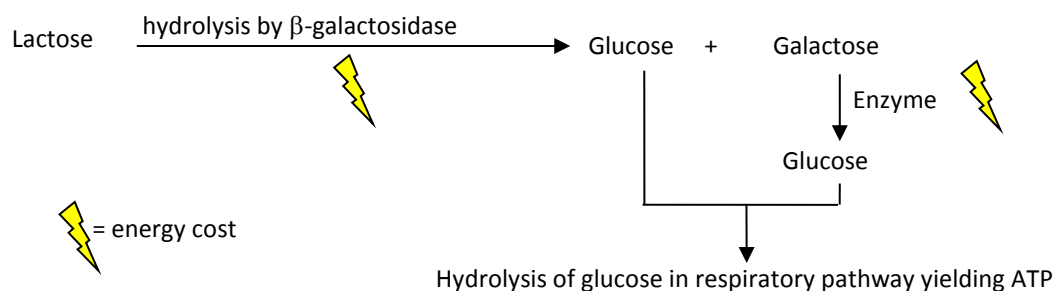 hydrolysis by β-galactosidase
Lactose
Glucose + Galactose
Enzyme
Glucose
= energy cost
Hydrolysis of glucose in respiratory pathway yielding ATP